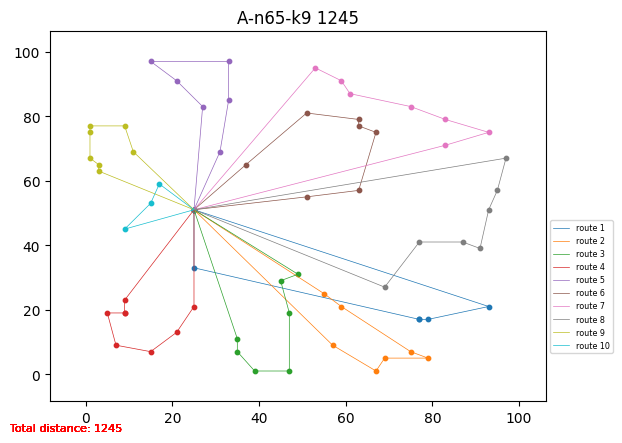 A-n65-k9 1245
100
80
60
40
20
0
0 20 40 60 80 100
route 1
route 2
route 3
route 4
route 5
route 6
route 7
route 8
route 9
route 10
Total distance: 1245